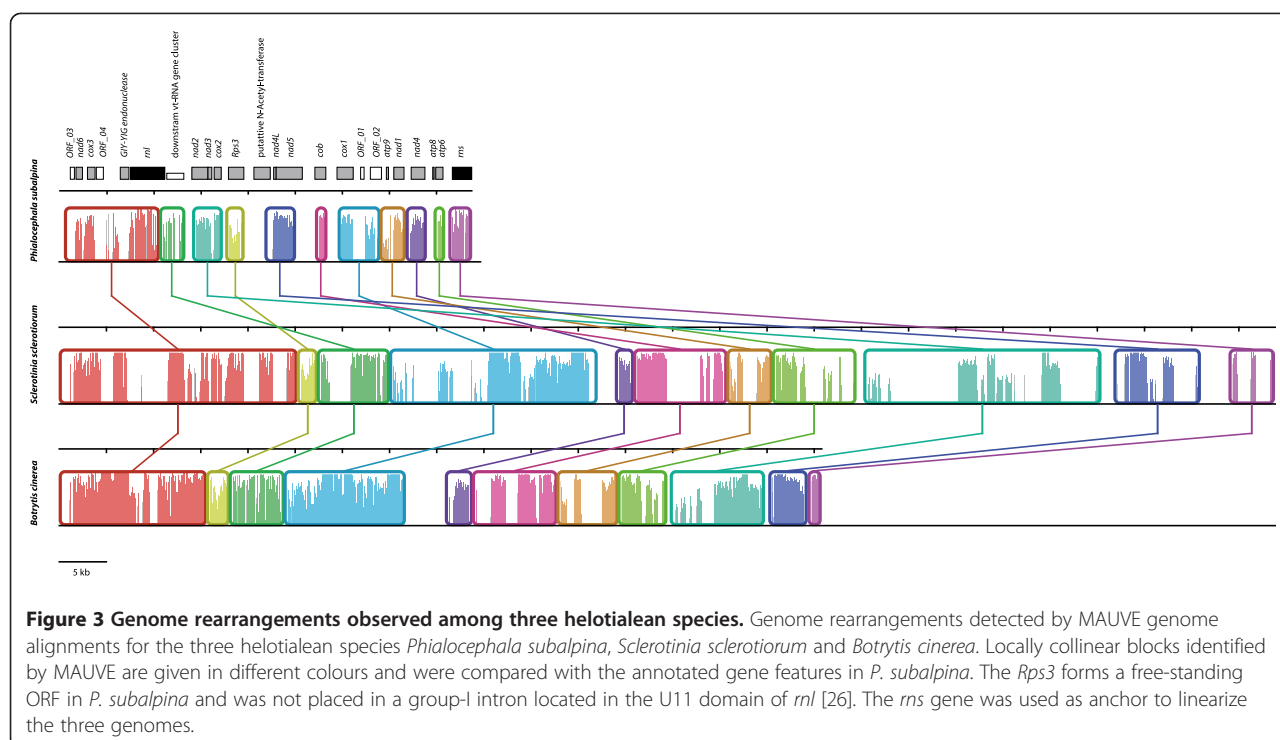 ORF_03
nad6
cox3
ORF_04
GIY-YIG endonuclease
rnl
downstram vt-RNA gene cluster
nad2
nad3
cox2
Rps3
putattive N-Acetyl-transferase
nad4L
nad5
cob
cox1
ORF_01
ORF_02
atp9
nad1
nad4
atp8
atp6
rns
Phialocephala subalpina
Sclerotinia sclerotiorum
Botrytis cinerea
5 kb
Figure 3 Genome rearrangements observed among three helotialean species. Genome rearrangements detected by MAUVE genome
alignments for the three helotialean species Phialocephala subalpina, Sclerotinia sclerotiorum and Botrytis cinerea. Locally collinear blocks identified
by MAUVE are given in different colours and were compared with the annotated gene features in P. subalpina. The Rps3 forms a free-standing
ORF in P. subalpina and was not placed in a group-I intron located in the U11 domain of rnl [26]. The rns gene was used as anchor to linearize
the three genomes.